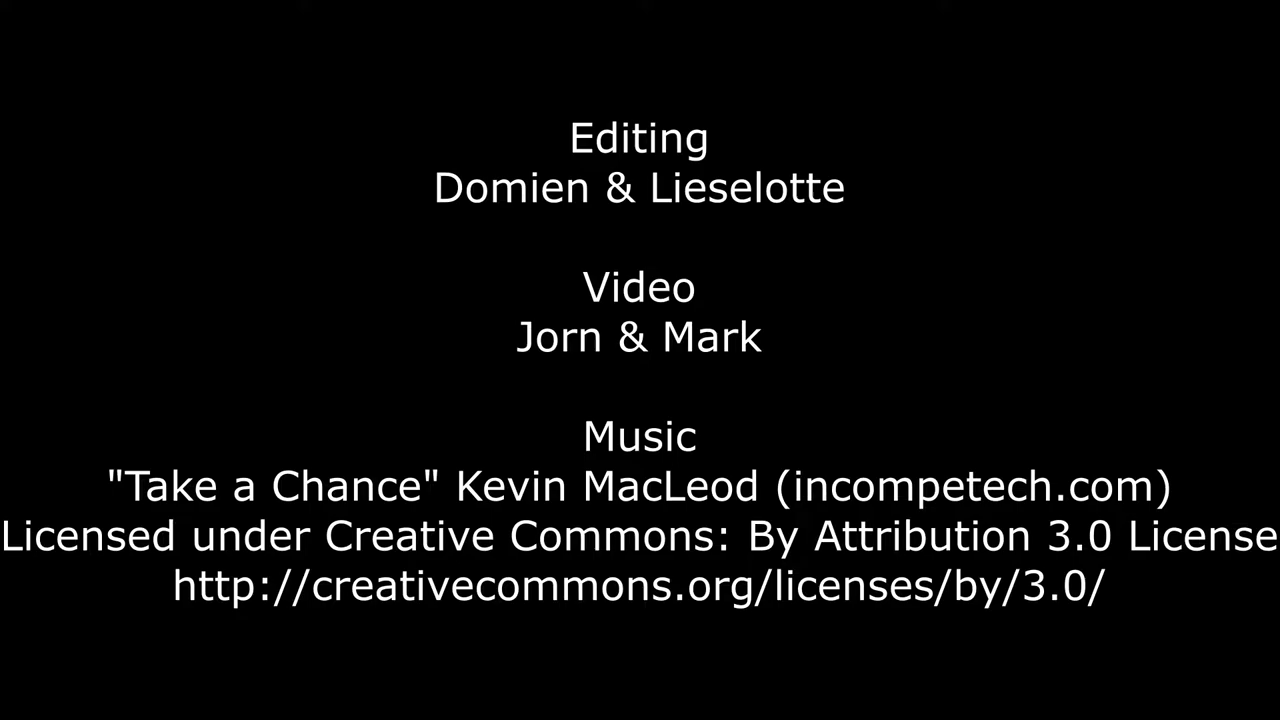 Editing
Domien & Lieselotte
Video
Jorn & Mark
Music
"Take a Chance" Kevin MacLeod (incompetech.com)
Licensed under Creative Commons: By Attribution 3.0 License
http://creativecommons.org/licenses/by/3.0/